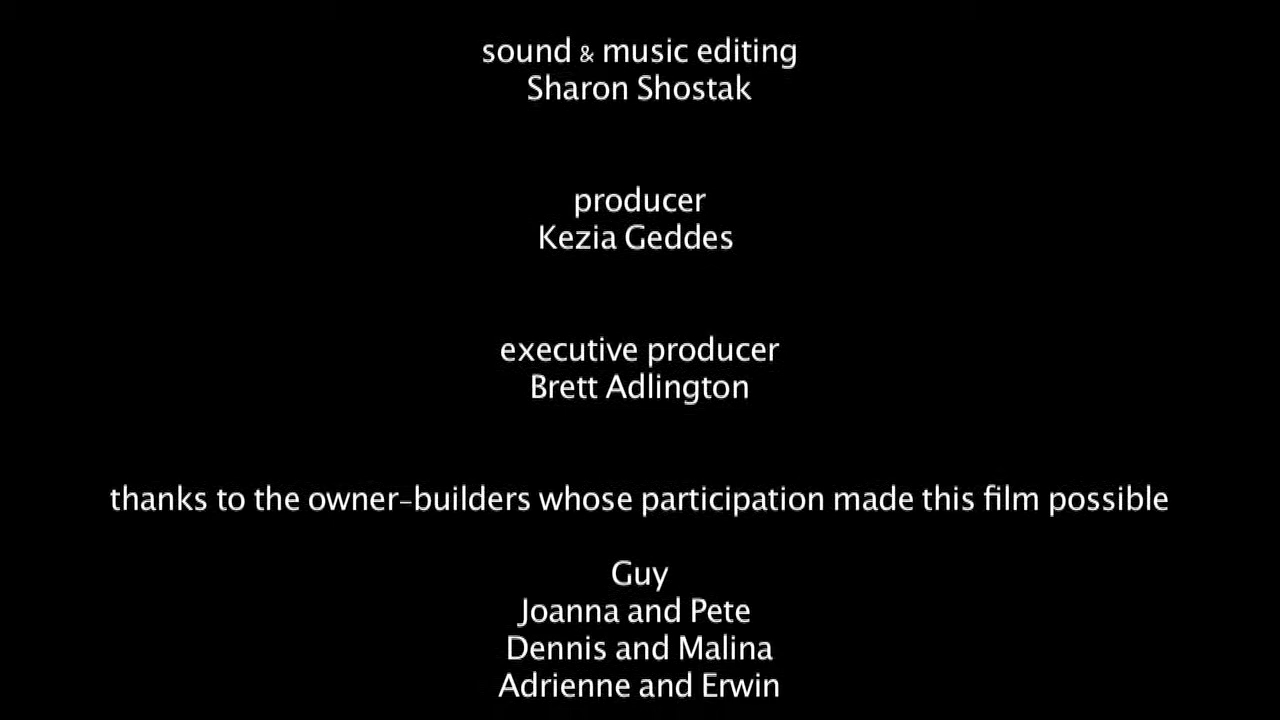 sound & music editing
Sharon Shostak
producer
Kezia Geddes
executive producer
Brett Adlington
thanks to the owner-builders whose participation made this film possible
Guy
Joanna and Pete
Dennis and Malina
Adrienne and Erwin